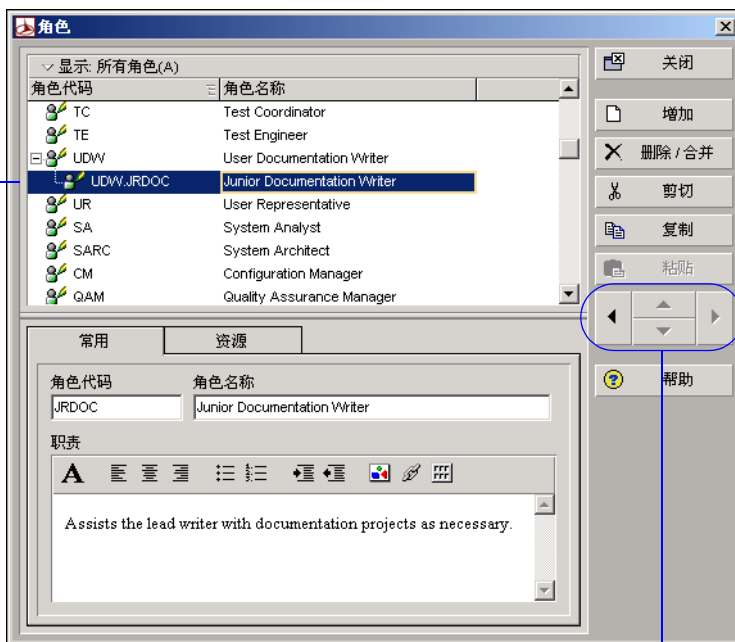 角色
显示: 所有角色(A)
角色代码 角色名称
TC Test Coordinator
TE Test Engineer
UDW User Documentation Writer
UDW.JRDOC Junior Documentation Writer
UR User Representative
SA System Analyst
SARC System Architect
CM Configuration Manager
QAM Quality Assurance Manager
关闭
增加
删除 / 合并
剪切
复制
粘贴
帮助
常用 资源
角色代码 角色名称
JRDOC Junior Documentation Writer
职责
Assists the lead writer with documentation projects as necessary.